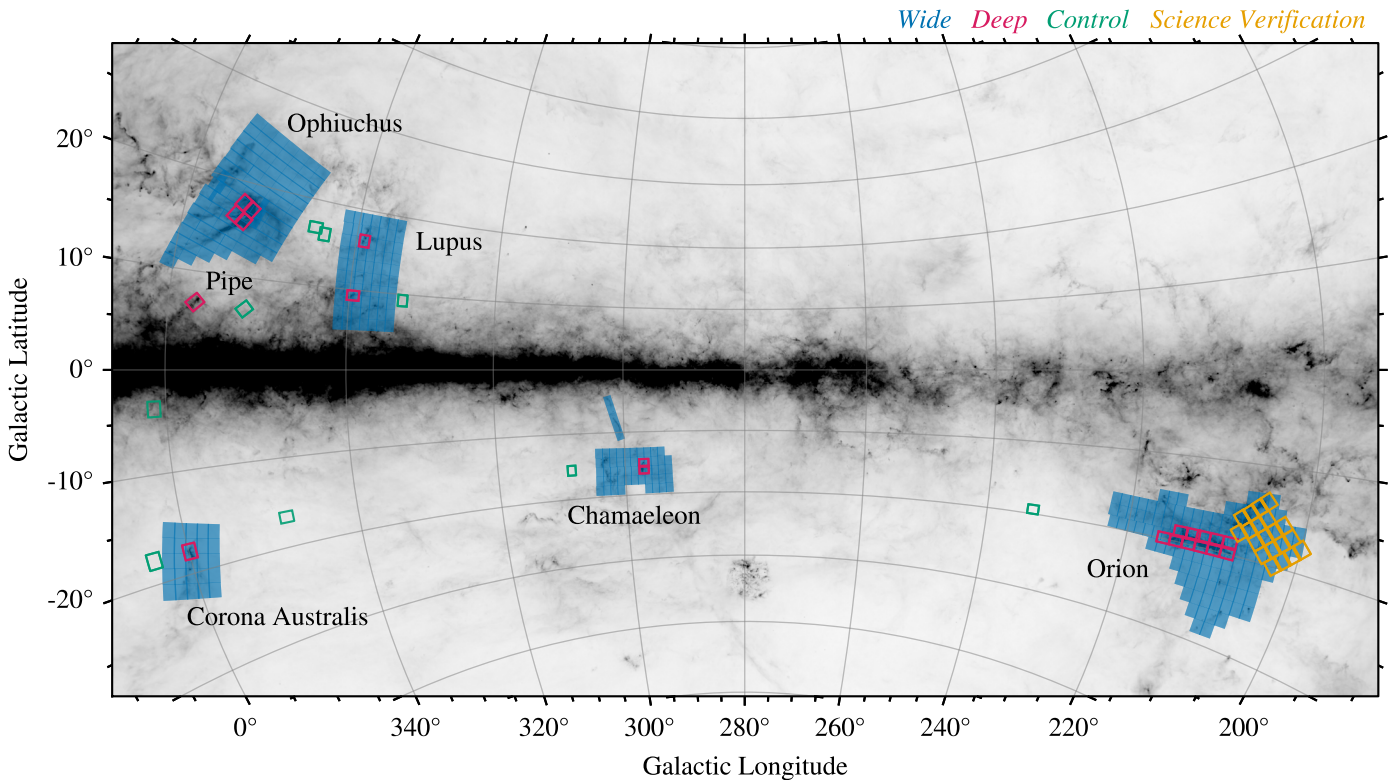 Wide Deep Control Science Verification
Ophiuchus
20°
Lupus
10°
Pipe
0°
Galactic Latitude
-10°
Chamaeleon
Orion
-20°
Corona Australis
0° 340° 320° 300° 280° 260° 240° 220° 200°
Galactic Longitude